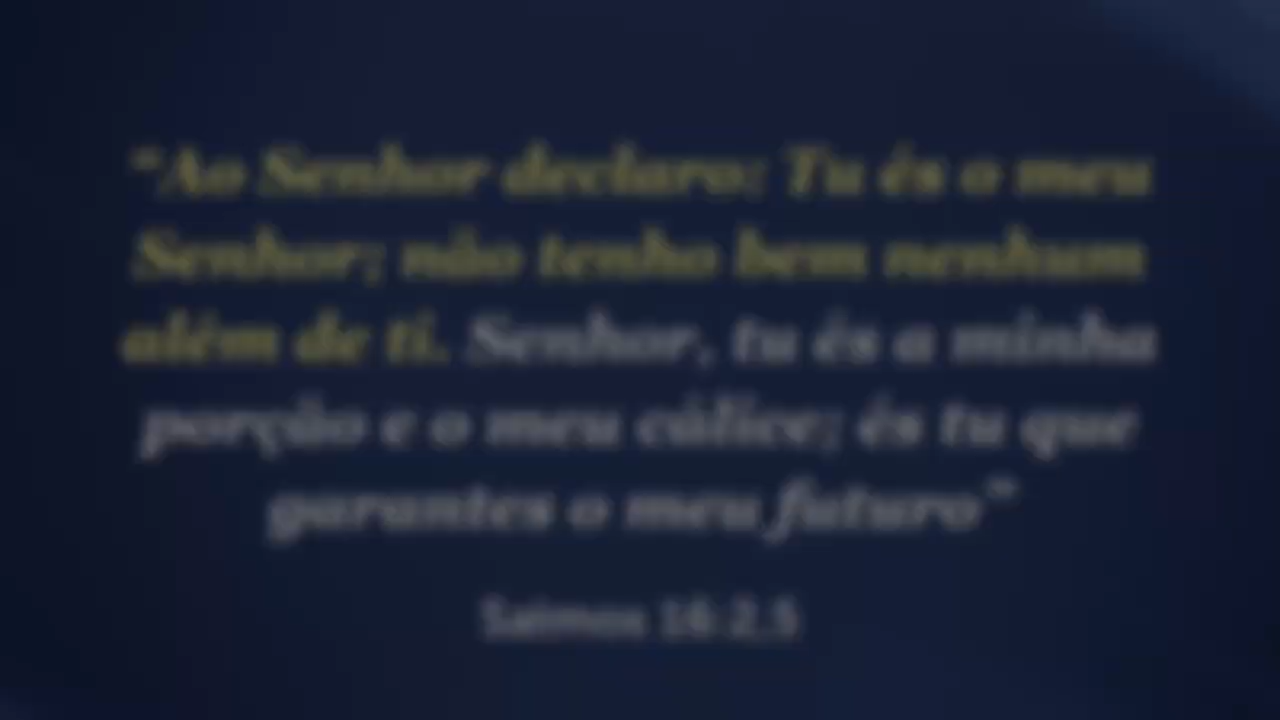 “Ao Senhor declaro: Tu és o meu
Senhor; não tenho bem nenhum
além de ti. Senhor, tu és a minha
porção e o meu cálice; és tu que
garantes o meu futuro”
Salmos 16:2,5